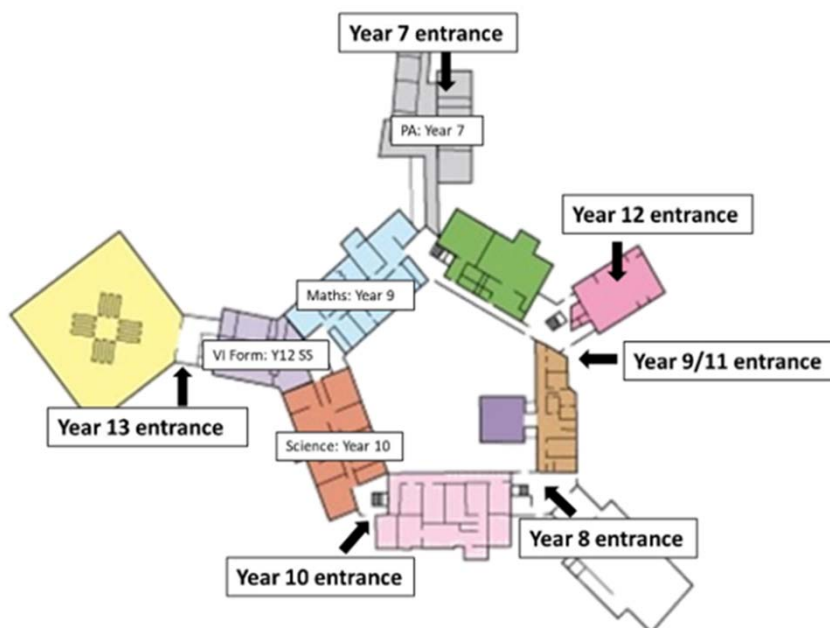 Year 7 entrance
PA: Year 7
Year 12 entrance
Maths: Year 9
VI Form: Y12 SS
Year 9/11 entrance
Year 13 entrance
Science: Year 10
Year 8 entrance
Year 10 entrance